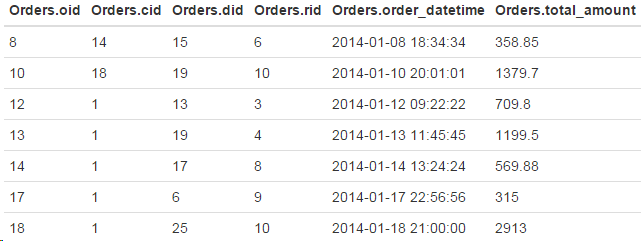 Orders.oid Orders.cid Orders.did Orders.rid Orders.order_datetime Orders.total_amount
8 14 15 6 2014-01-08 18:34:34 358.85
10 18 19 10 2014-01-10 20:01:01 1379.7
12 1 13 3 2014-01-12 09:22:22 709.8
13 1 19 4 2014-01-13 11:45:45 1199.5
14 1 17 8 2014-01-14 13:24:24 569.88
17 1 6 9 2014-01-17 22:56:56 315
18 1 25 10 2014-01-18 21:00:00 2913